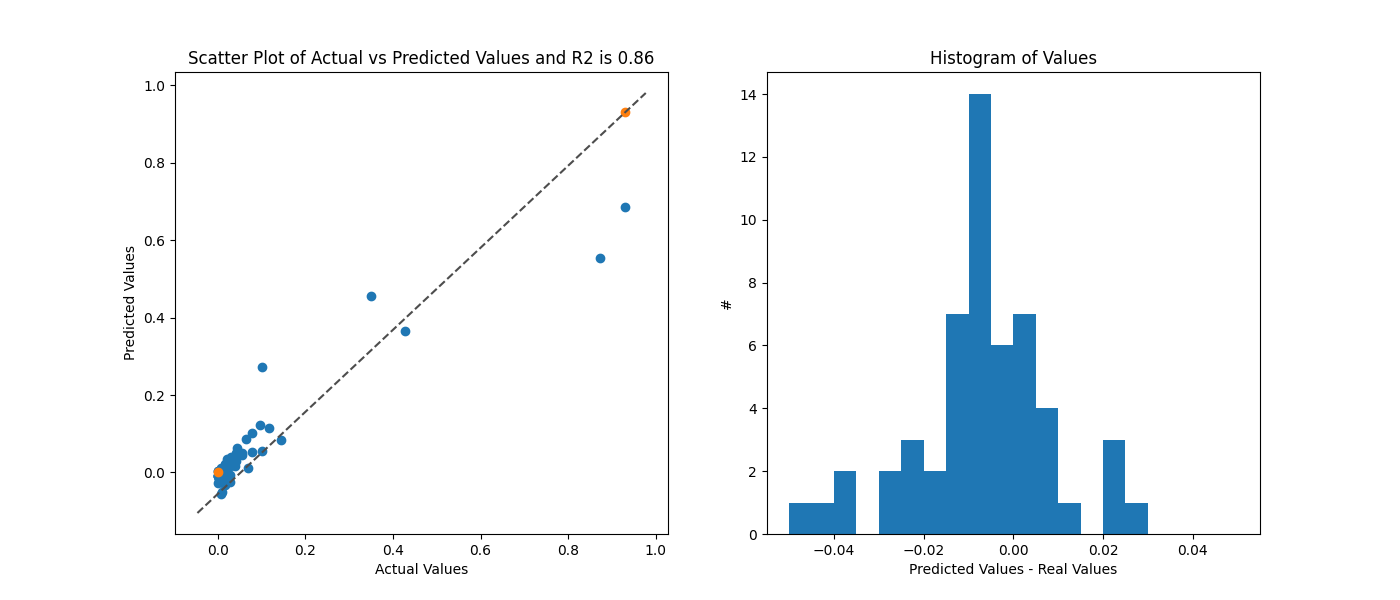 Scatter Plot of Actual vs Predicted Values and R2 is 0.86
1.0
0.8
0.6
0.4
0.2
0.0
Predicted Values
0.0 0.2 0.4 0.6 0.8 1.0
Actual Values
Histogram of Values
14
12
10
8
6
4
2
0
#
−0.04 −0.02 0.00 0.02 0.04
Predicted Values - Real Values